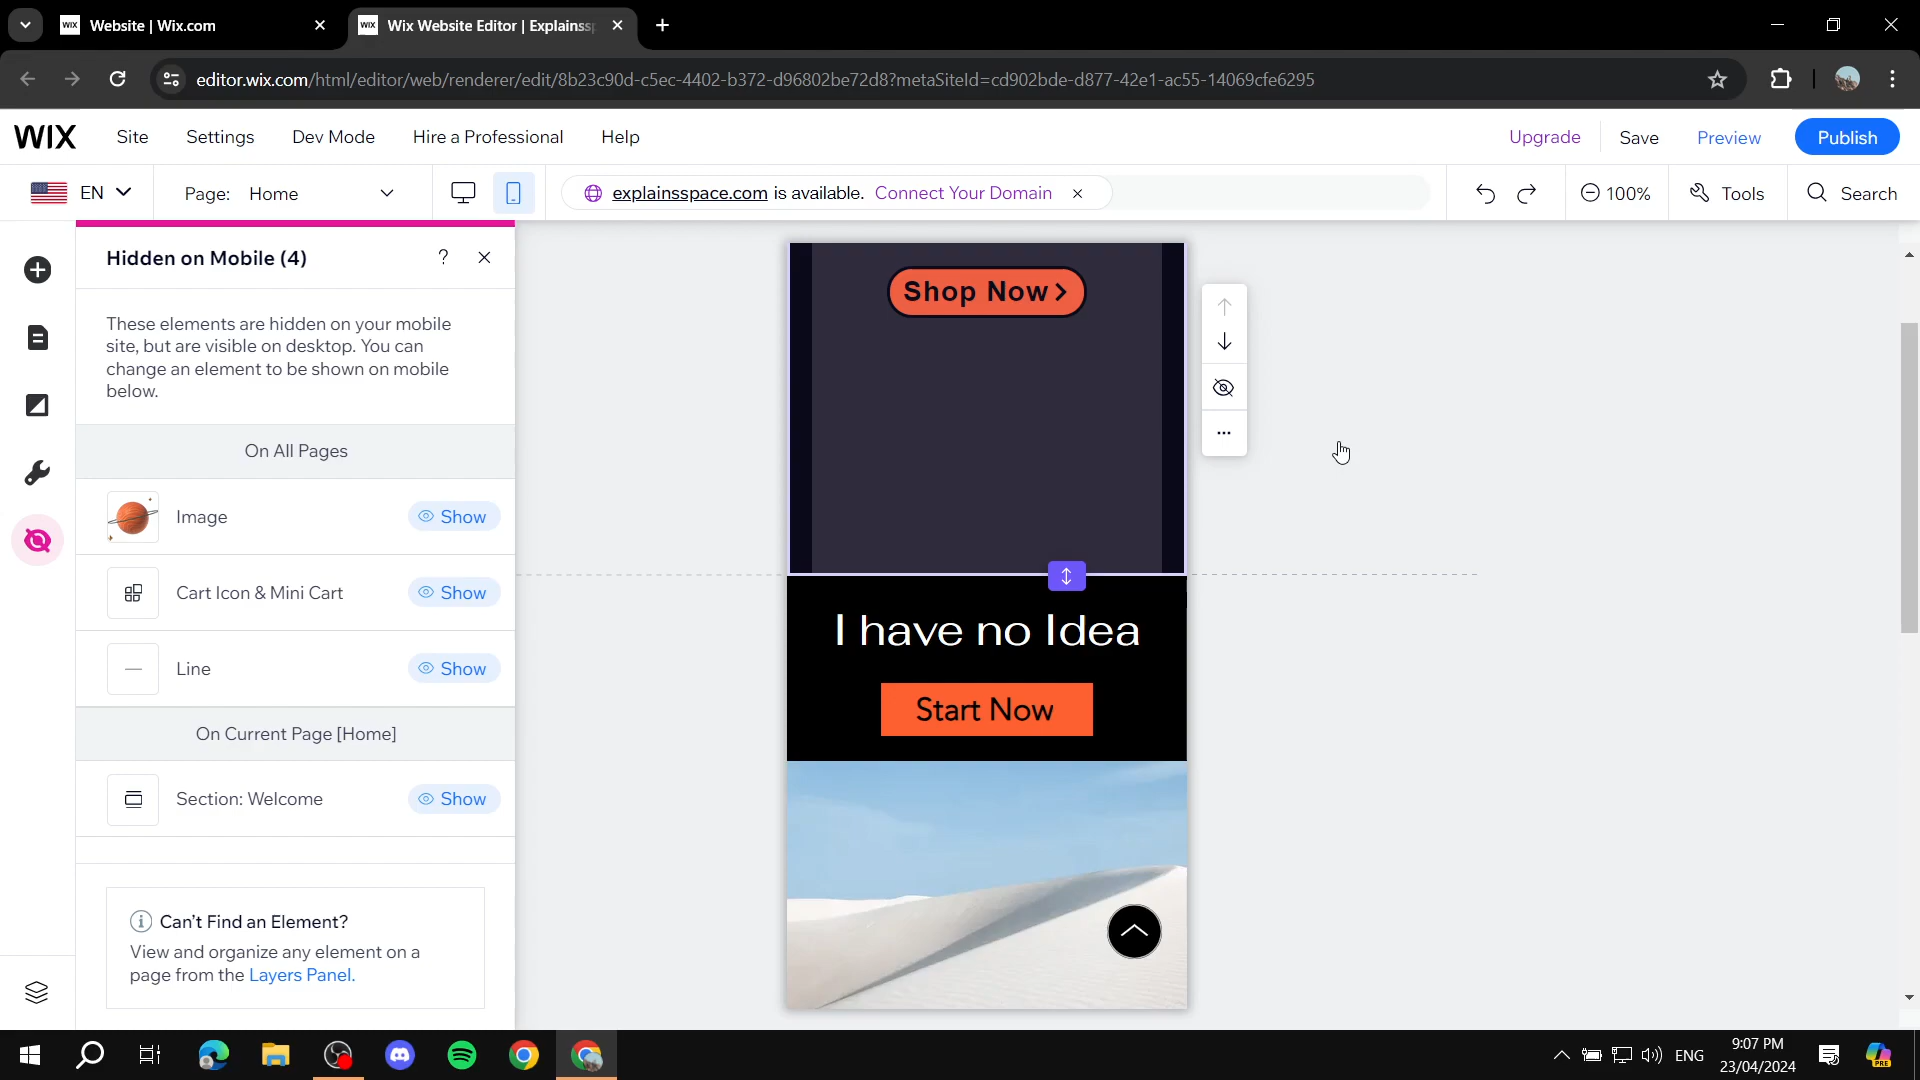 WIX Website | Wix.com
WIX Wix Website Editor | Explainssp
editor.wix.com/html/editor/web/renderer/edit/8b23c90d-c5ec-4402-b372-d96802be72d8?metaSiteId=cd902bde-d877-42e1-ac55-14069cfe6295
WIX Site Settings Dev Mode Hire a Professional Help Upgrade Save Preview Publish
EN Page: Home explainsspace.com is available. Connect Your Domain 100% Tools Search
Hidden on Mobile (4) ?
These elements are hidden on your mobile
site, but are visible on desktop. You can
change an element to be shown on mobile
below.
On All Pages
Image Show
Cart Icon & Mini Cart Show
Line Show
On Current Page [Home]
Section: Welcome Show
Can't Find an Element?
View and organize any element on a
page from the Layers Panel.
Shop Now
I have no Idea
Start Now
ENG
9:07 PM
23/04/2024
PRE